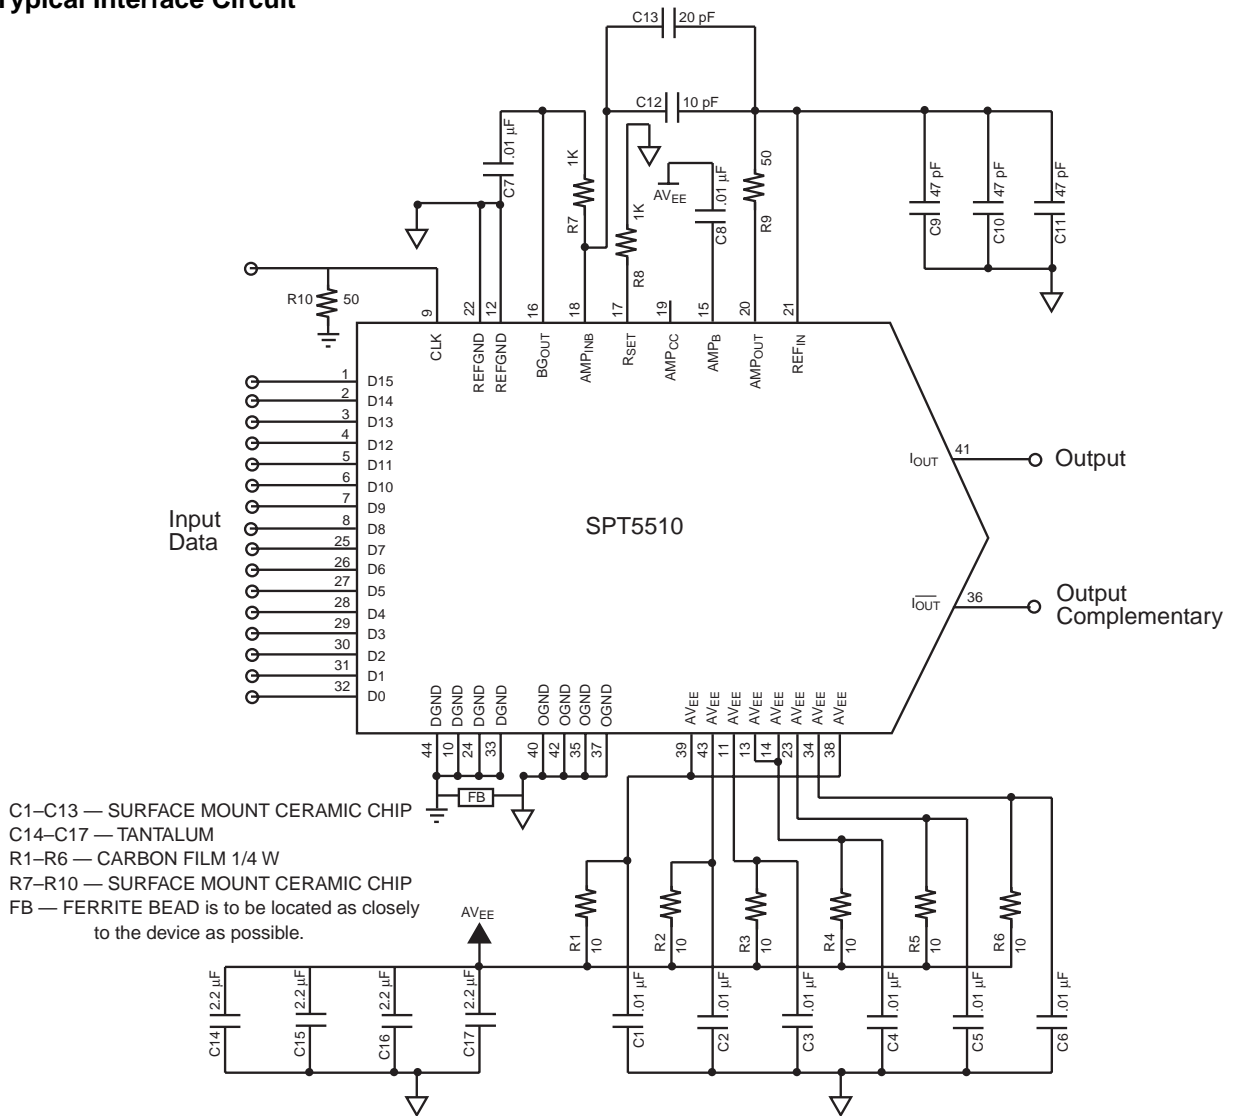 Typical Interface Circuit
C13 20 pF
C12 10 pF
C7 .01 µF
R7 1K
R8 1K
AVEE
C8 .01 µF
R9 50
C9 47 pF
C10 47 pF
C11 47 pF
R10 50
9 CLK
22 REFGND
12 REFGND
16 BGOUT
18 AMPINB
17 RSET
19 AMPCC
15 AMPB
20 AMPOUT
21 REFIN
Input
Data
1 D15
2 D14
3 D13
4 D12
5 D11
6 D10
7 D9
8 D8
25 D7
26 D6
27 D5
28 D4
29 D3
30 D2
31 D1
32 D0
SPT5510
IOUT 41 Output
IOUT 36 Output
Complementary
44 DGND
10 DGND
24 DGND
33 DGND
40 OGND
42 OGND
35 OGND
37 OGND
39 AVEE
43 AVEE
11 AVEE
13 AVEE
14 AVEE
23 AVEE
34 AVEE
38 AVEE
FB
C1–C13 — SURFACE MOUNT CERAMIC CHIP
C14–C17 — TANTALUM
R1–R6 — CARBON FILM 1/4 W
R7–R10 — SURFACE MOUNT CERAMIC CHIP
FB — FERRITE BEAD is to be located as closely
to the device as possible.
AVEE
R1 10
R2 10
R3 10
R4 10
R5 10
R6 10
C14 2.2 µF
C15 2.2 µF
C16 2.2 µF
C17 2.2 µF
C1 .01 µF
C2 .01 µF
C3 .01 µF
C4 .01 µF
C5 .01 µF
C6 .01 µF